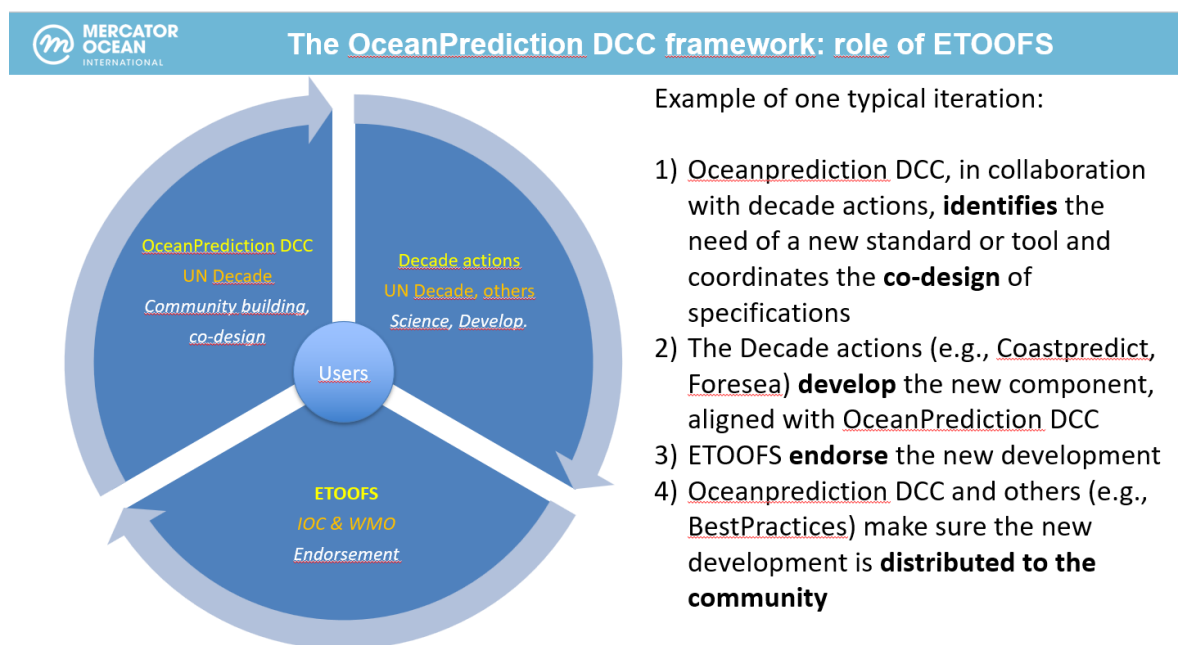 MERCATOR
OCEAN
INTERNATIONAL
The OceanPrediction DCC framework: role of ETOOFS
OceanPrediction DCC
UN Decade
Community building,
co-design
Decade actions
UN Decade, others
Science, Develop.
Users
ETOOFS
IOC & WMO
Endorsement
Example of one typical iteration:
1) Oceanprediction DCC, in collaboration
with decade actions, identifies the
need of a new standard or tool and
coordinates the co-design of
specifications
2) The Decade actions (e.g., Coastpredict,
Foresea) develop the new component,
aligned with OceanPrediction DCC
3) ETOOFS endorse the new development
4) Oceanprediction DCC and others (e.g.,
BestPractices) make sure the new
development is distributed to the
community